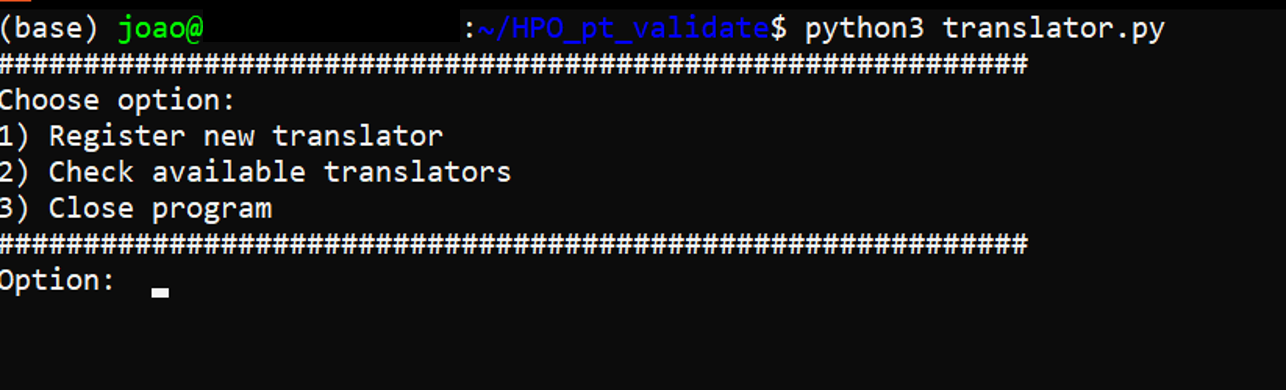 (base) joao@ :~/HPO_pt_validate$ python3 translator.py
############################################################
Choose option:
1) Register new translator
2) Check available translators
3) Close program
############################################################
Option: